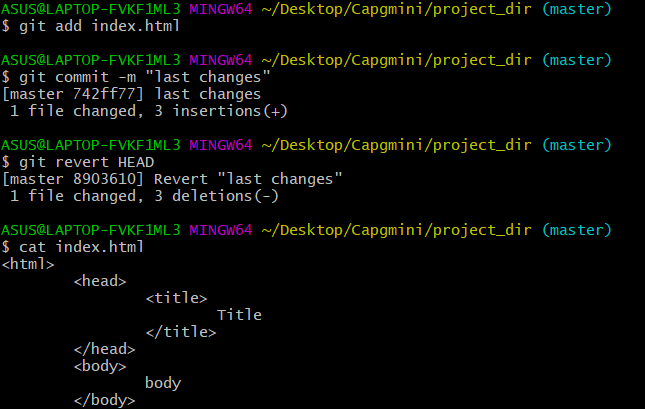 ASUS@LAPTOP-FVKF1ML3 MINGW64 ~/Desktop/Capgmini/project_dir (master)
$ git add index.html
ASUS@LAPTOP-FVKF1ML3 MINGW64 ~/Desktop/Capgmini/project_dir (master)
$ git commit -m "last changes"
[master 742ff77] last changes
 1 file changed, 3 insertions(+)
ASUS@LAPTOP-FVKF1ML3 MINGW64 ~/Desktop/Capgmini/project_dir (master)
$ git revert HEAD
[master 8903610] Revert "last changes"
 1 file changed, 3 deletions(-)
ASUS@LAPTOP-FVKF1ML3 MINGW64 ~/Desktop/Capgmini/project_dir (master)
$ cat index.html
<html>
        <head>
                <title>
                        Title
                </title>
        </head>
        <body>
                body
        </body>